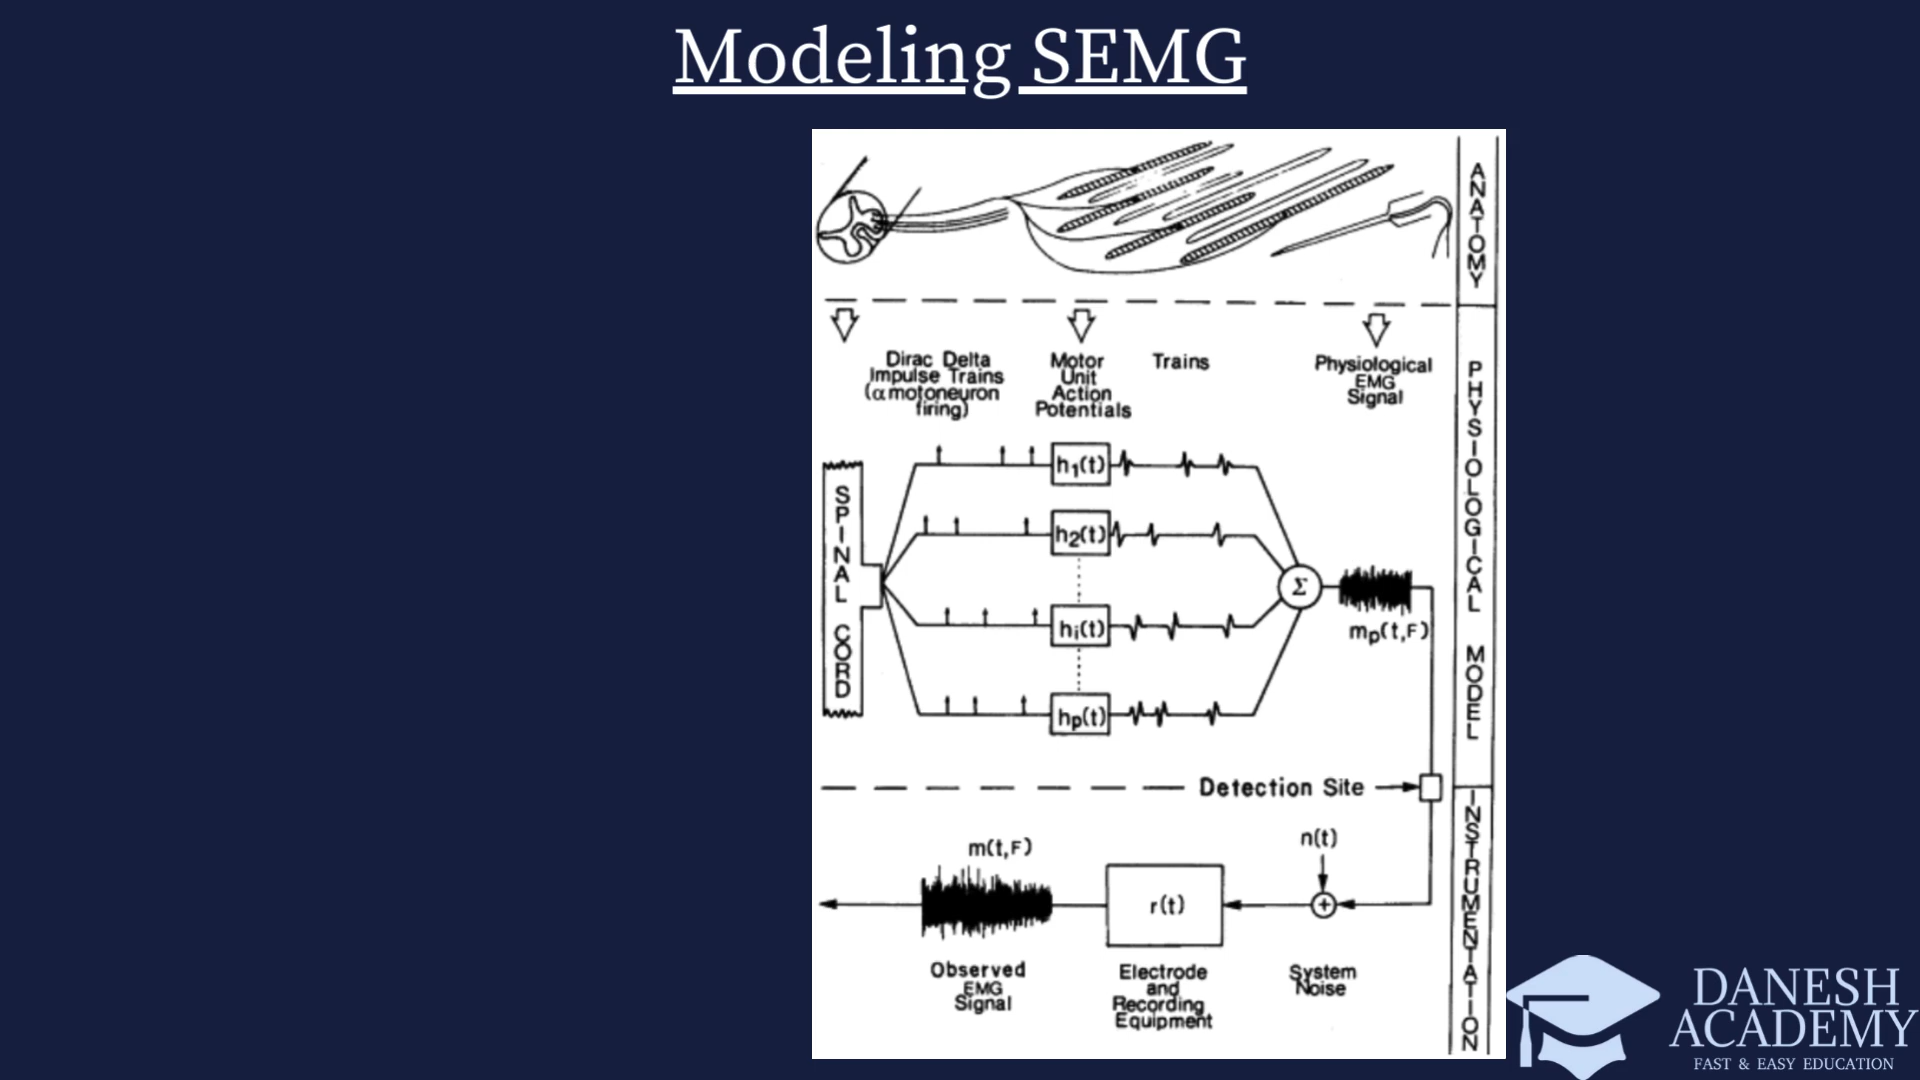 Modeling SEMG
ANATOMY
Dirac Delta
Impulse Trains
(α motoneuron
firing)
Motor
Unit
Action
Potentials
Trains
Physiological
EMG
Signal
PHYSIOLOGICAL MODEL
SPINAL CORD
h1(t)
h2(t)
hi(t)
hp(t)
Σ
mp(t,F)
Detection Site
INSTRUMENTATION
n(t)
m(t,F)
r(t)
+
Observed
EMG
Signal
Electrode
and
Recording
Equipment
System
Noise
DANESH
ACADEMY
FAST & EASY EDUCATION